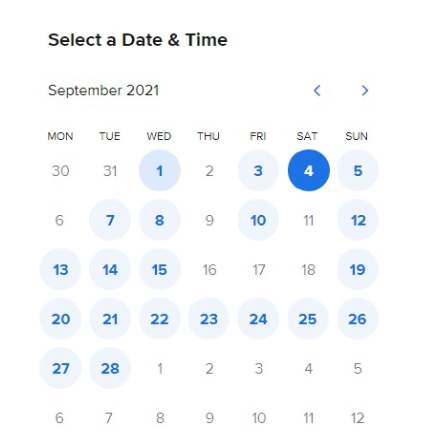 Select a Date & Time
September 2021
MON TUE WED THU FRI SAT SUN
30 31 1 2 3 4 5
6 7 8 9 10 11 12
13 14 15 16 17 18 19
20 21 22 23 24 25 26
27 28 1 2 3 4 5
6 7 8 9 10 11 12